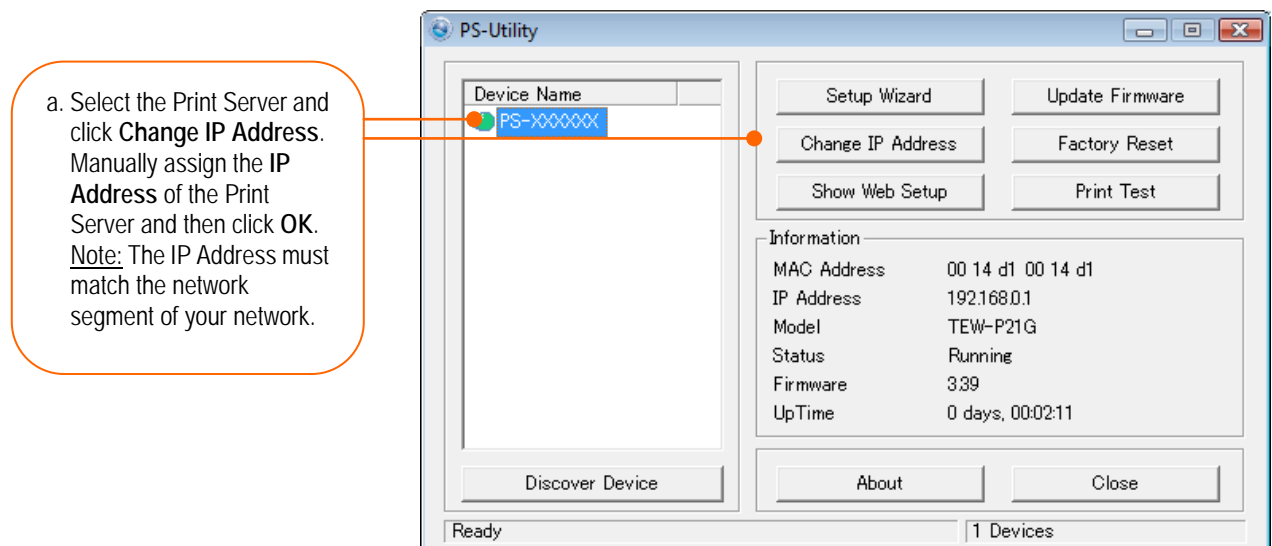 PS-Utility
a. Select the Print Server and
click Change IP Address.
Manually assign the IP
Address of the Print
Server and then click OK.
Note: The IP Address must
match the network
segment of your network.
Device Name
PS-XXXXXX
Discover Device
Setup Wizard
Update Firmware
Change IP Address
Factory Reset
Show Web Setup
Print Test
Information
MAC Address 00 14 d1 00 14 d1
IP Address 192.168.0.1
Model TEW-P21G
Status Running
Firmware 3.39
UpTime 0 days, 00:02:11
About
Close
Ready
1 Devices